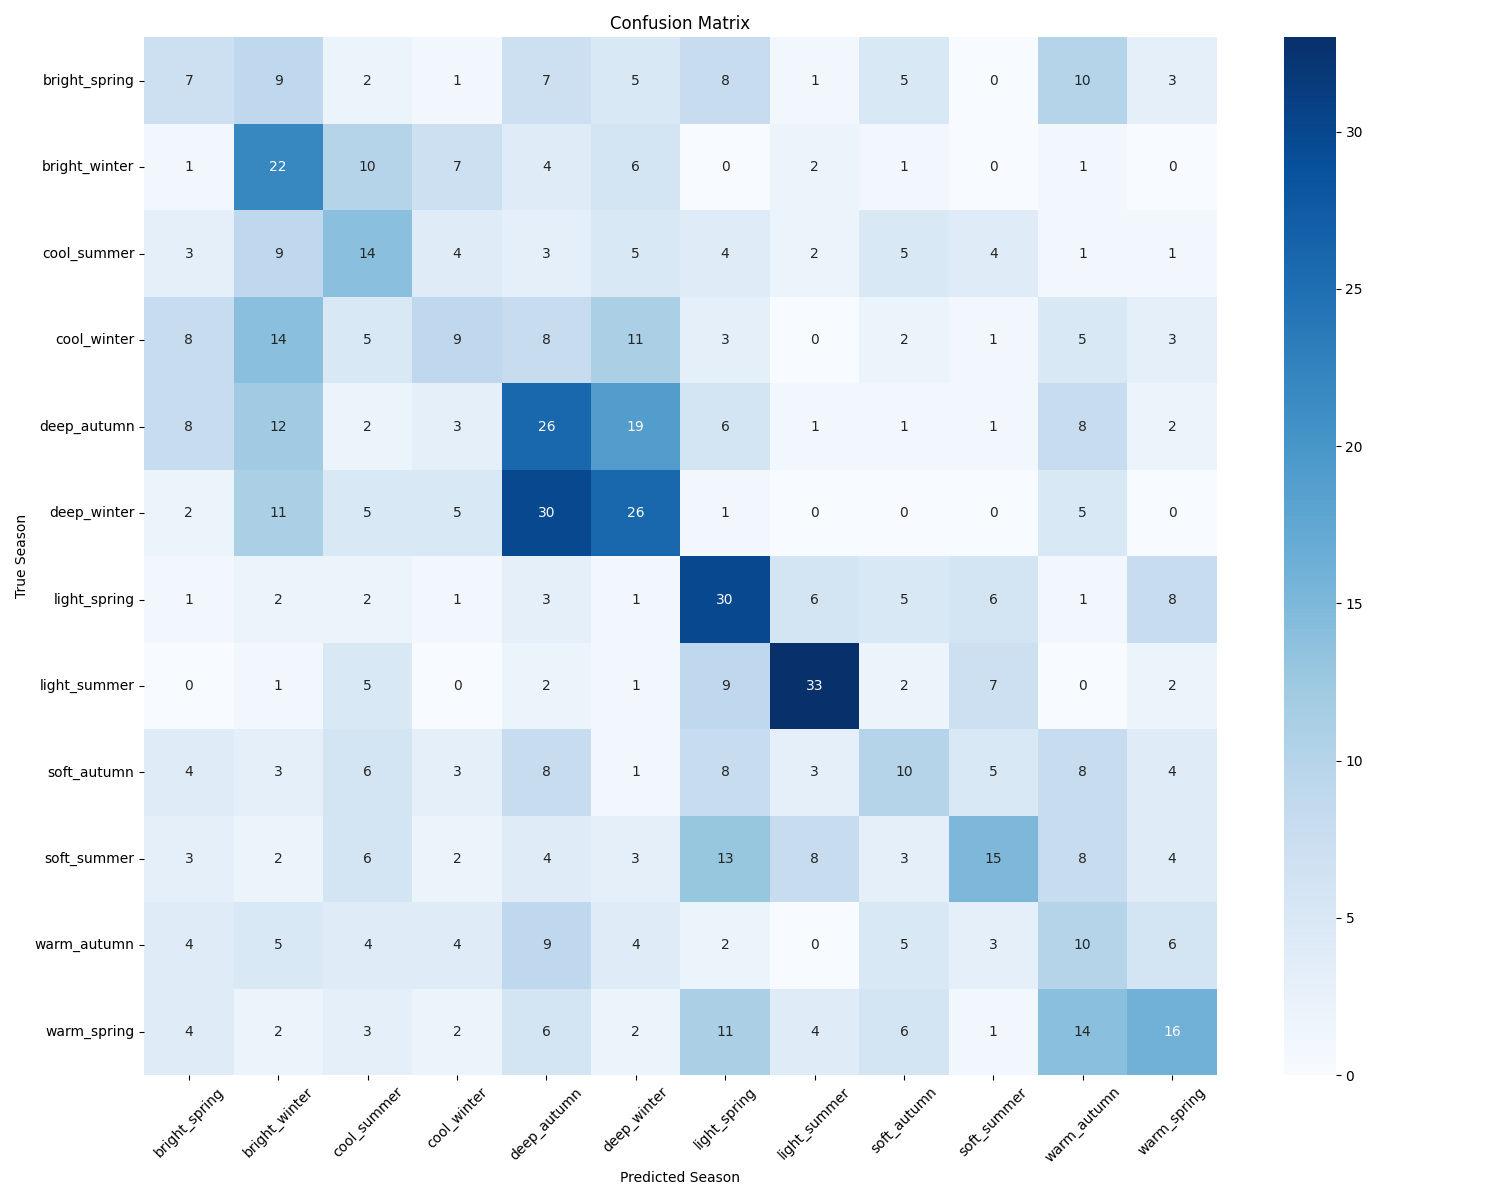 Confusion Matrix
bright_spring 7 9 2 1 7 5 8 1 5 0 10 3
bright_winter 1 22 10 7 4 6 0 2 1 0 1 0
cool_summer 3 9 14 4 3 5 4 2 5 4 1 1
cool_winter 8 14 5 9 8 11 3 0 2 1 5 3
deep_autumn 8 12 2 3 26 19 6 1 1 1 8 2
deep_winter 2 11 5 5 30 26 1 0 0 0 5 0
light_spring 1 2 2 1 3 1 30 6 5 6 1 8
light_summer 0 1 5 0 2 1 9 33 2 7 0 2
soft_autumn 4 3 6 3 8 1 8 3 10 5 8 4
soft_summer 3 2 6 2 4 3 13 8 3 15 8 4
warm_autumn 4 5 4 4 9 4 2 0 5 3 10 6
warm_spring 4 2 3 2 6 2 11 4 6 1 14 16
True Season
bright_spring bright_winter cool_summer cool_winter deep_autumn deep_winter light_spring light_summer soft_autumn soft_summer warm_autumn warm_spring
Predicted Season
30
25
20
15
10
5
0